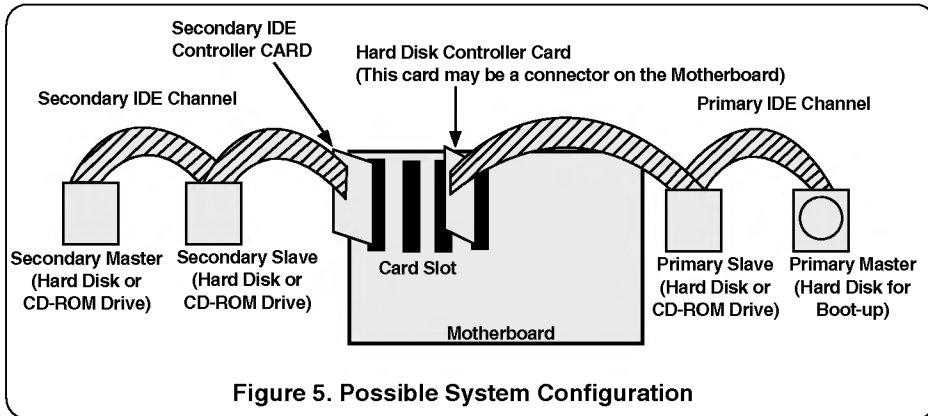 Secondary IDE
Controller CARD
Hard Disk Controller Card
(This card may be a connector on the Motherboard)
Secondary IDE Channel
Primary IDE Channel
Secondary Master
(Hard Disk or
CD-ROM Drive)
Secondary Slave
(Hard Disk or
CD-ROM Drive)
Card Slot
Motherboard
Primary Slave
(Hard Disk or
CD-ROM Drive)
Primary Master
(Hard Disk for
Boot-up)
Figure 5. Possible System Configuration